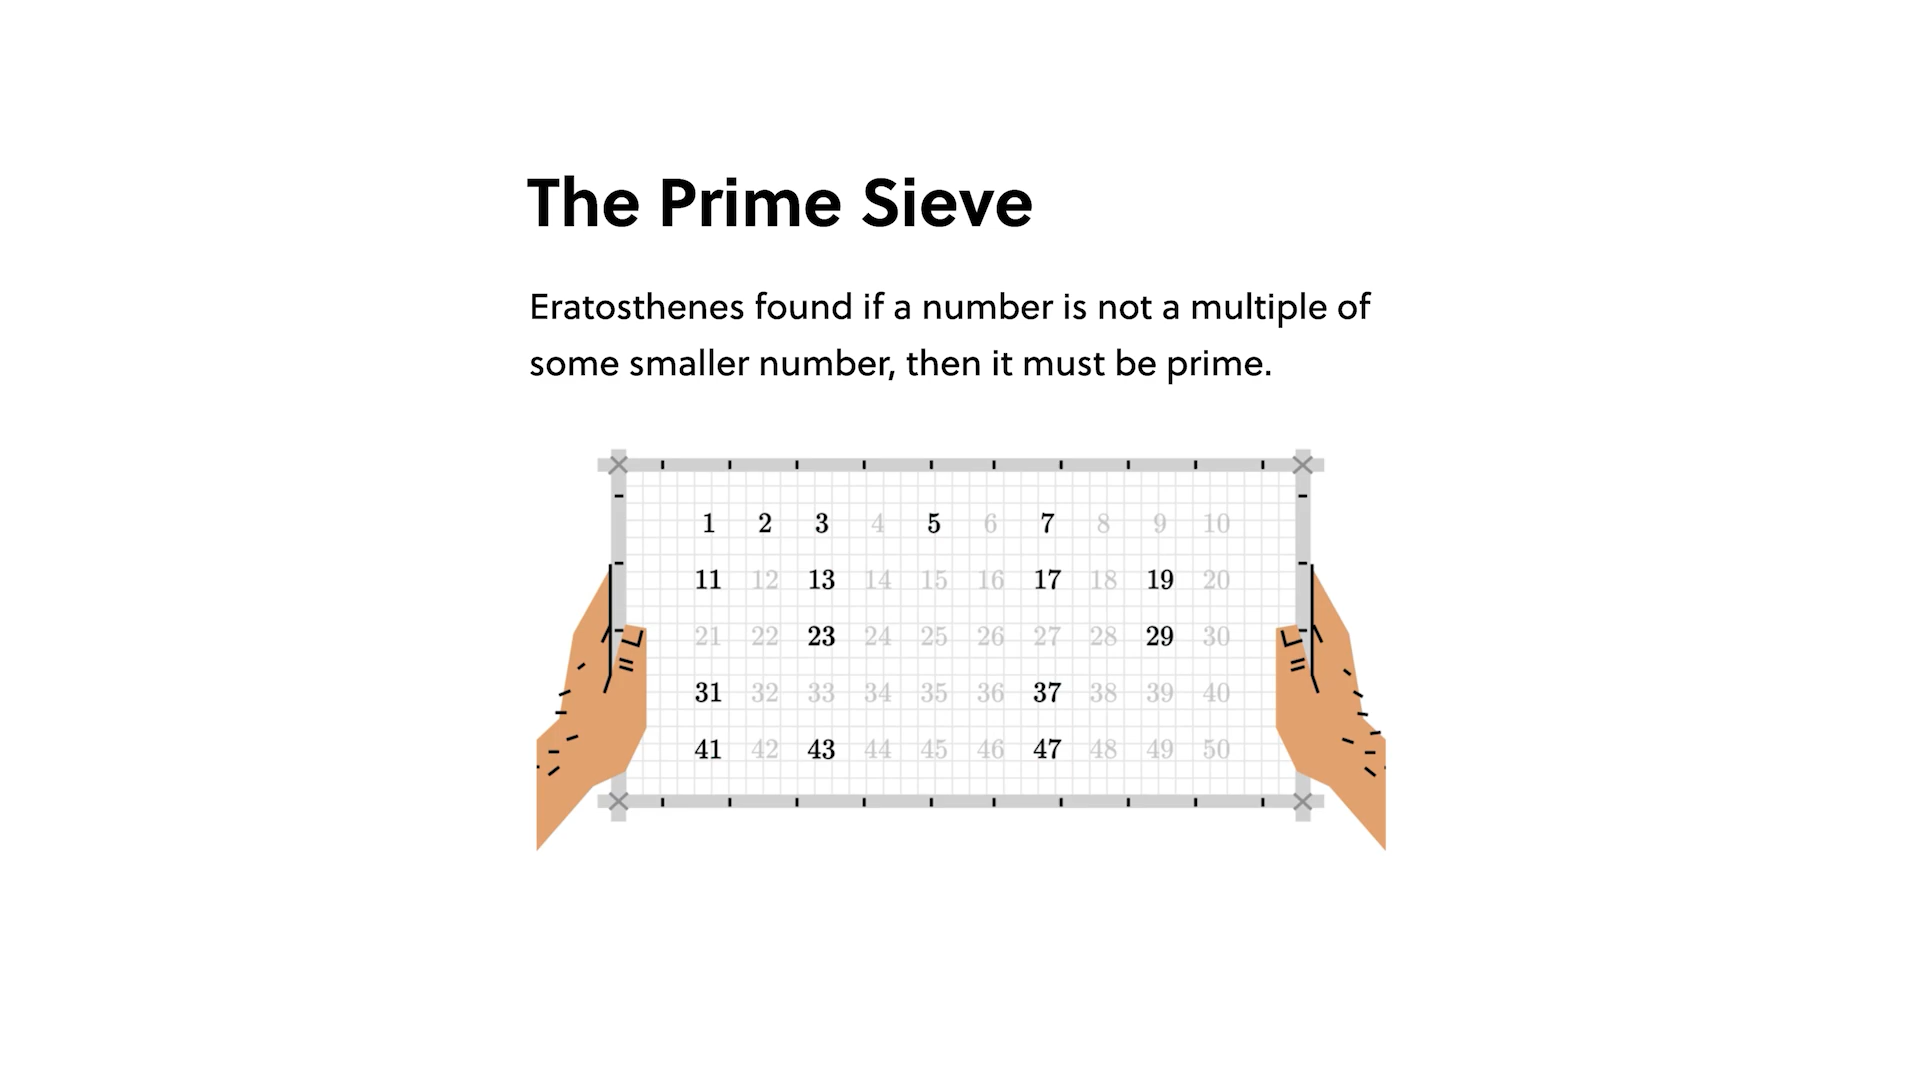 The Prime Sieve
Eratosthenes found if a number is not a multiple of
some smaller number, then it must be prime.
1 2 3 4 5 6 7 8 9 10
11 12 13 14 15 16 17 18 19 20
21 22 23 24 25 26 27 28 29 30
31 32 33 34 35 36 37 38 39 40
41 42 43 44 45 46 47 48 49 50